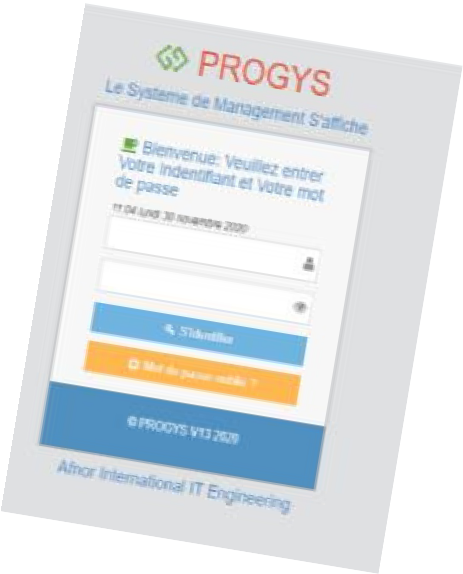 PROGYS
Le Systeme de Management S'affiche
Bienvenue: Veuillez entrer
Votre Indentifiant et Votre mot
de passe
11:04 lundi 30 novembre 2020
S'identifier
Mot de passe oublié ?
© PROGYS V13 2020
Afnor International IT Engineering